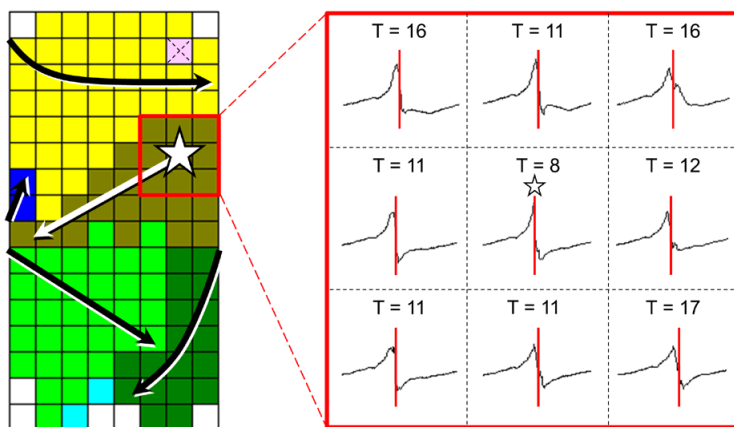 T = 16 T = 11 T = 16
T = 11 T = 8 T = 12
T = 11 T = 11 T = 17